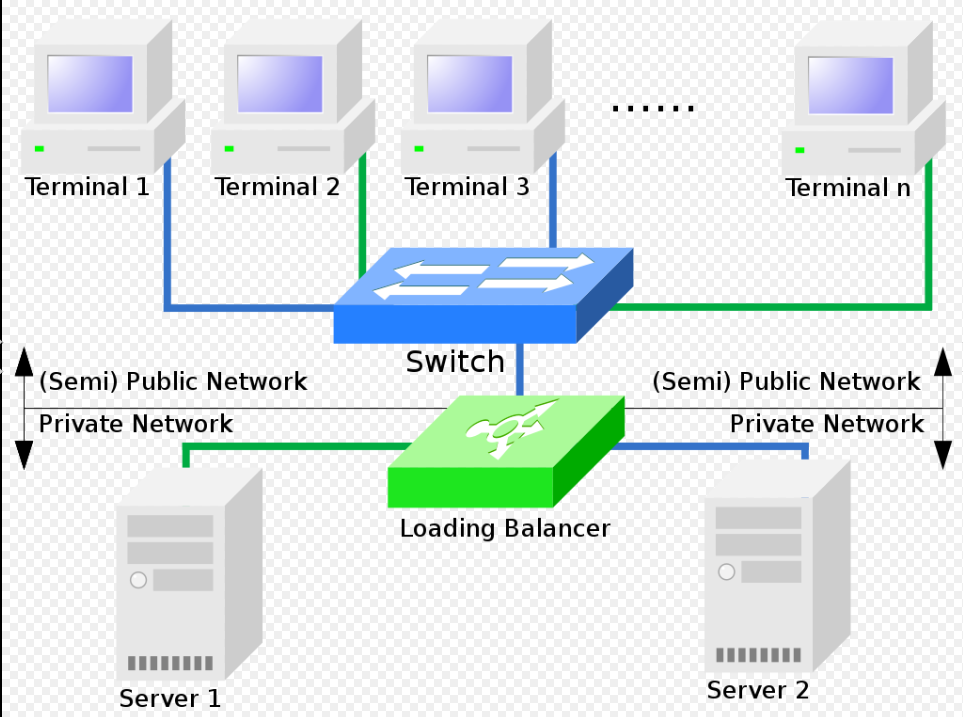 Terminal 1
Terminal 2
Terminal 3
......
Terminal n
Switch
(Semi) Public Network
(Semi) Public Network
Private Network
Private Network
Loading Balancer
Server 1
Server 2